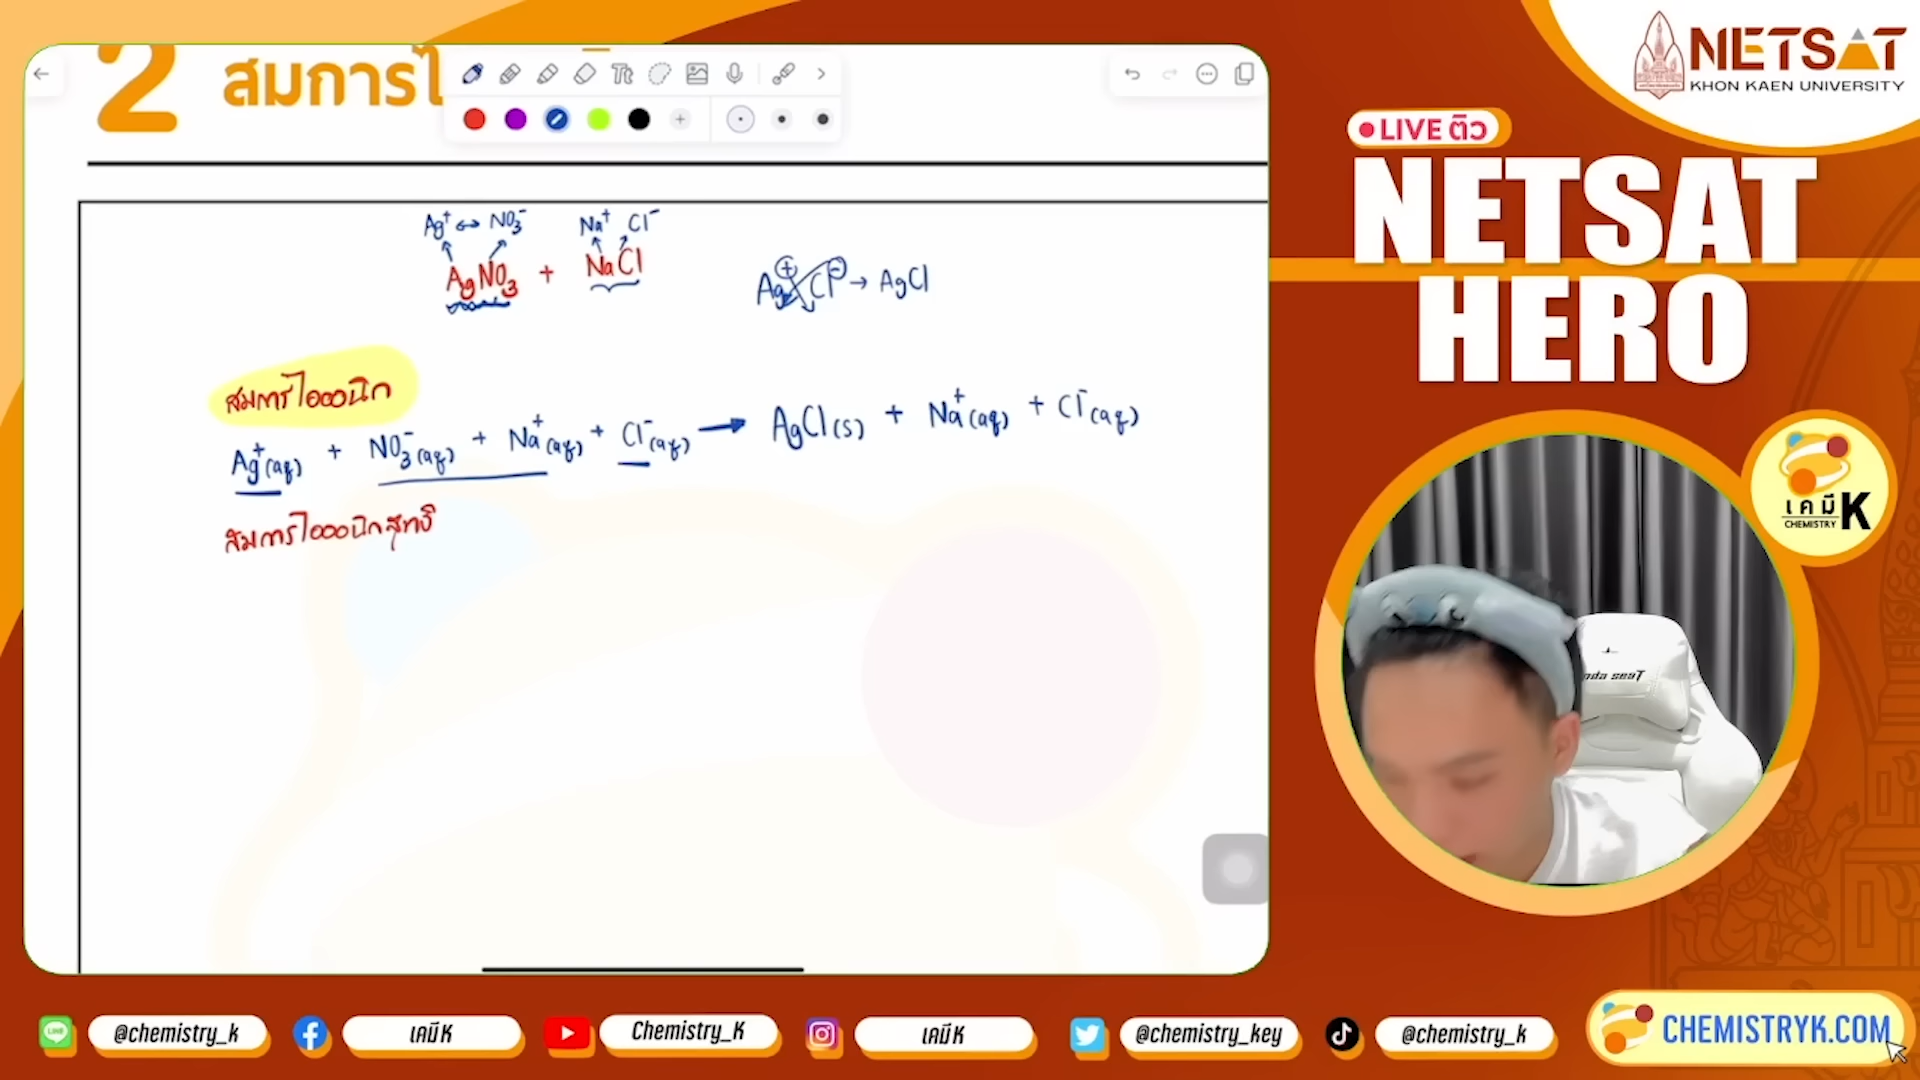 2 สมการไ
NETSAT
KHON KAEN UNIVERSITY
LIVE ติว
NETSAT
HERO
Ag⁺ ↔ NO₃⁻ Na⁺ Cl⁻
AgNO₃ + NaCl
Ag⁺ Cl⁻ → AgCl
สมการไอออนิก
Ag⁺(aq) + NO₃⁻(aq) + Na⁺(aq) + Cl⁻(aq) → AgCl(s) + Na⁺(aq) + Cl⁻(aq)
สมการไอออนิกสุทธิ
เคมี K
CHEMISTRY
nda seaT
LINE
@chemistry_k
เคมี K
Chemistry_K
เคมี K
@chemistry_key
@chemistry_k
CHEMISTRYK.COM